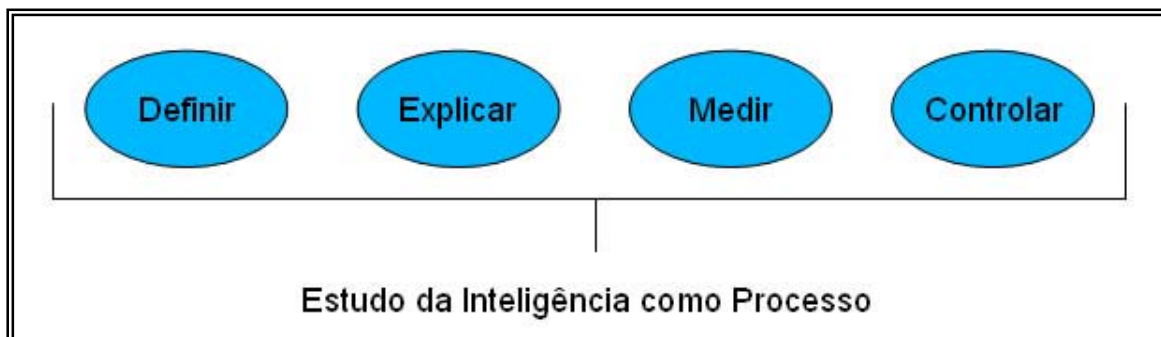 Definir Explicar Medir Controlar
Estudo da Inteligência como Processo